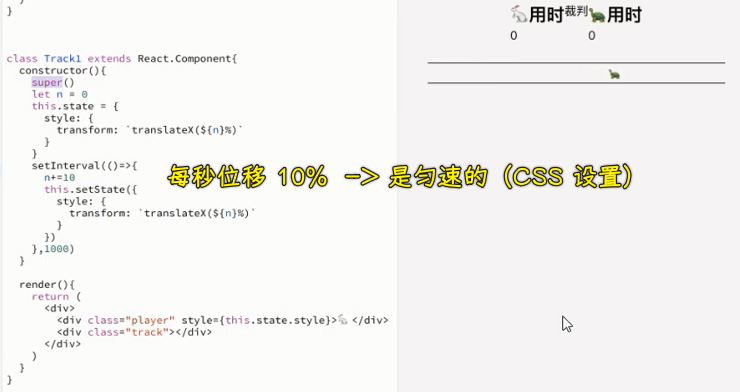 }
class Track1 extends React.Component{
constructor(){
super()
let n = 0
this.state = {
style: {
transform: `translateX(${n}%)`
}
}
setInterval(()=>{
n+=10
this.setState({
style: {
transform: `translateX(${n}%)`
}
})
},1000)
}
render(){
return (
<div>
<div class="player" style={this.state.style}>🐇</div>
<div class="track"></div>
</div>
)
}
}
🐇用时 裁判 🐢用时
0 0
🐢
每秒位移 10% --> 是匀速的（CSS 设置）